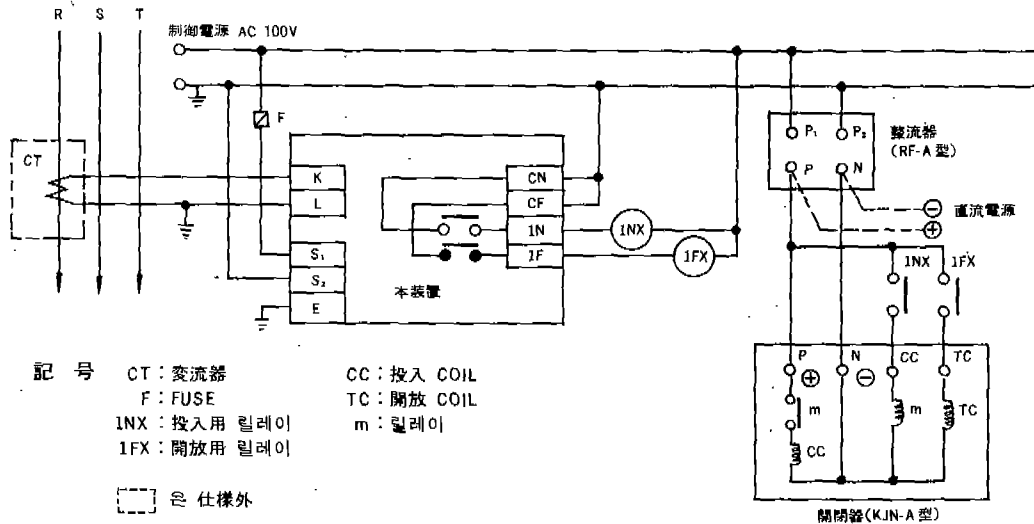 R S T
制御電源 AC 100V
F
CT
K
L
S₁
S₂
E
CN
CF
1N
1F
1NX
1FX
本装置
P₁ P₂
P N
整流器
(RF-A 型)
⊖ 直流電源
⊕
1NX 1FX
P N CC TC
⊕ ⊖
m m TC
CC
開閉器(KJN-A 型)
記 号
CT : 変流器
F : FUSE
1NX : 投入用 릴레이
1FX : 開放用 릴레이
CC : 投入 COIL
TC : 開放 COIL
m : 릴레이
은 仕様外